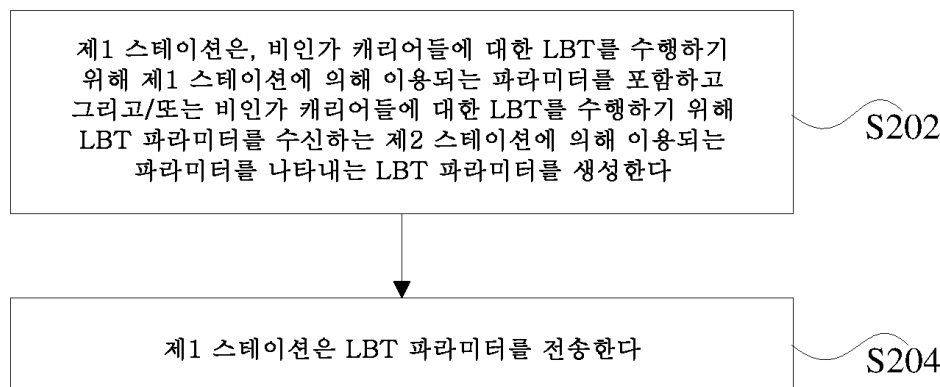 제1 스테이션은, 비인가 캐리어들에 대한 LBT를 수행하기
위해 제1 스테이션에 의해 이용되는 파라미터를 포함하고
그리고/또는 비인가 캐리어들에 대한 LBT를 수행하기 위해
LBT 파라미터를 수신하는 제2 스테이션에 의해 이용되는
파라미터를 나타내는 LBT 파라미터를 생성한다
S202
제1 스테이션은 LBT 파라미터를 전송한다
S204